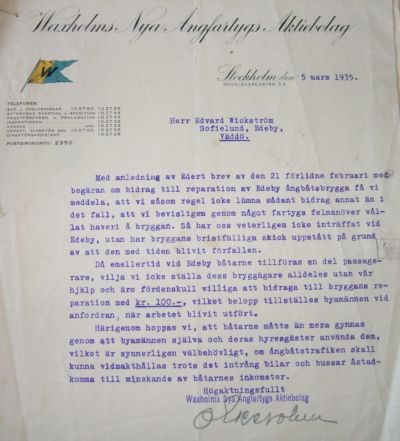 Waxholms Nya Ångfartygs Aktiebolag
Stockholm den 5 mars 1935.
W
TELEFONER:
POSTGIROKONTO: 2350
Herr Edvard Wickström
Sofielund, Edeby,
Väddö.
Med anledning av Edert brev av den 21 förlidne februari med
begäran om bidrag till reparation av Edeby ångbåtsbrygga få vi
meddela, att vi såsom regel icke lämna sådant bidrag annat än i
det fall, att vi bevisligen genom något fartygs felmanöver vål-
lat haveri å bryggan. Så har oss veterligen icke inträffat vid
Edeby, utan har bryggans bristfälliga skick uppstått på grund
av att den med tiden blivit förfallen.
Då emellertid vid Edeby båtarne tillföras en del passage-
rare, vilja vi icke ställa dess bryggägare alldeles utan vår
hjälp och äro fördenskull villiga att bidraga till bryggans re-
paration med kr. 100.-, vilket belopp tillställes byamännen vid
anfordran, när arbetet blivit utfört.
Härigenom hoppas vi, att båtarne måtte än mera gynnas
genom att byamännen själva och deras hyresgäster använda dem,
vilket är synnerligen välbehövligt, om ångbåtstrafiken skall
kunna vidmakthållas trots det intrång bilar och bussar åstad-
komma till minskande av båtarnes inkomster.
Högaktningsfullt
Waxholms Nya Ångfartygs Aktiebolag